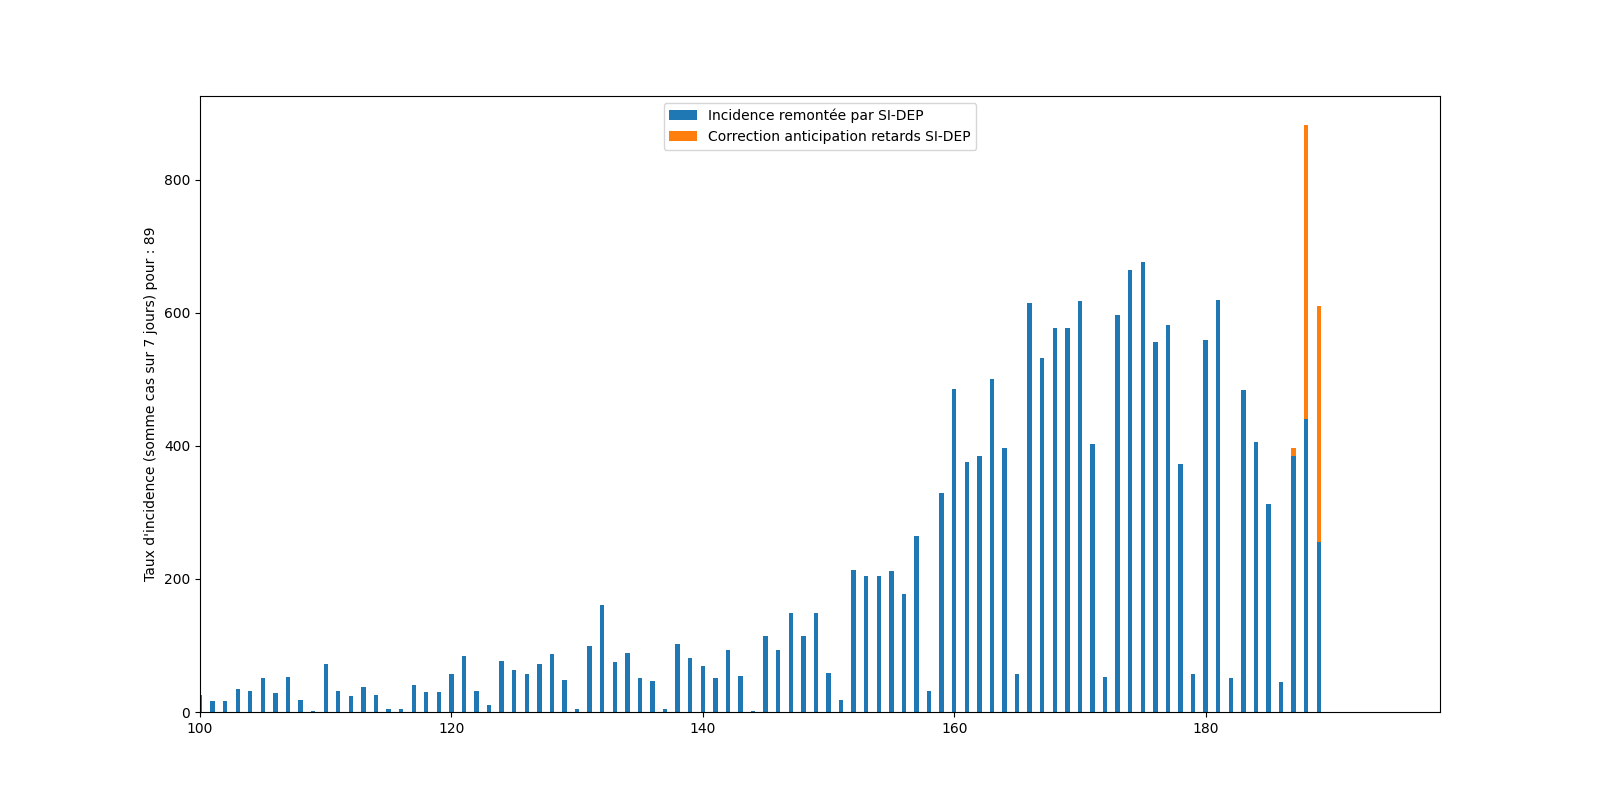 Incidence remontée par SI-DEP
Correction anticipation retards SI-DEP
Taux d'incidence (somme cas sur 7 jours) pour : 89
800
600
400
200
0
100 120 140 160 180